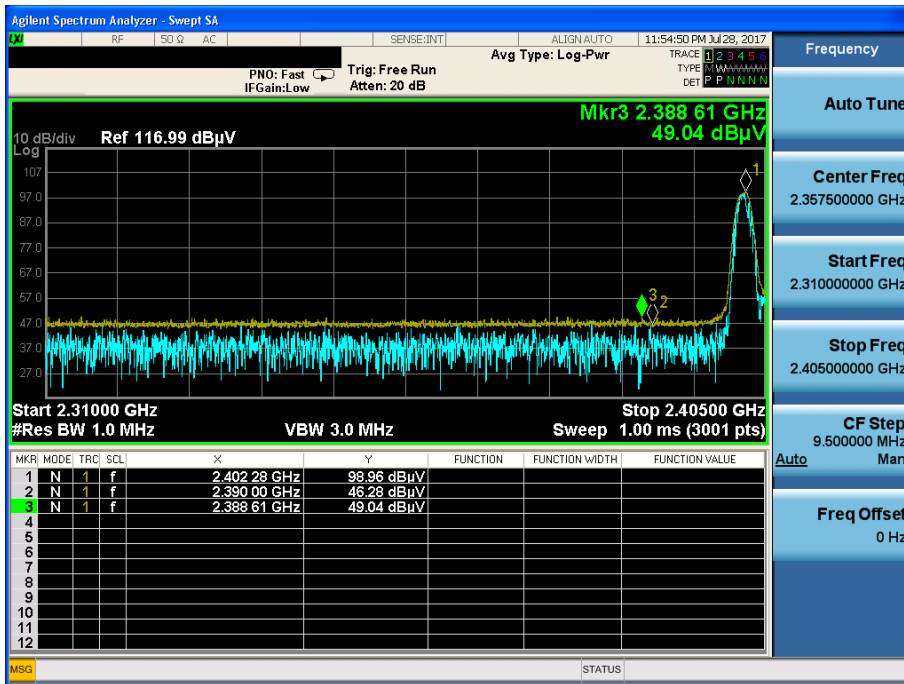 Agilent Spectrum Analyzer - Swept SA
LXI RF 50 Ω AC SENSE:INT ALIGN AUTO 11:54:50 PM Jul 28, 2017
Frequency
PNO: Fast
IFGain:Low
Trig: Free Run
Atten: 20 dB
Avg Type: Log-Pwr
TRACE 1 2 3 4 5 6
TYPE M W W W W W
DET P P N N N N
Auto Tune
Mkr3 2.388 61 GHz
49.04 dBµV
10 dB/div Ref 116.99 dBµV
Log
107
97.0
87.0
77.0
67.0
57.0
47.0
37.0
27.0
1
3
2
Center Freq
2.357500000 GHz
Start Freq
2.310000000 GHz
Stop Freq
2.405000000 GHz
Start 2.31000 GHz Stop 2.40500 GHz
#Res BW 1.0 MHz VBW 3.0 MHz Sweep 1.00 ms (3001 pts)
CF Step
9.500000 MHz
Auto Man
Freq Offset
0 Hz
MKR MODE TRC SCL X Y FUNCTION FUNCTION WIDTH FUNCTION VALUE
1 N 1 f 2.402 28 GHz 98.96 dBµV
2 N 1 f 2.390 00 GHz 46.28 dBµV
3 N 1 f 2.388 61 GHz 49.04 dBµV
4
5
6
7
8
9
10
11
12
MSG STATUS